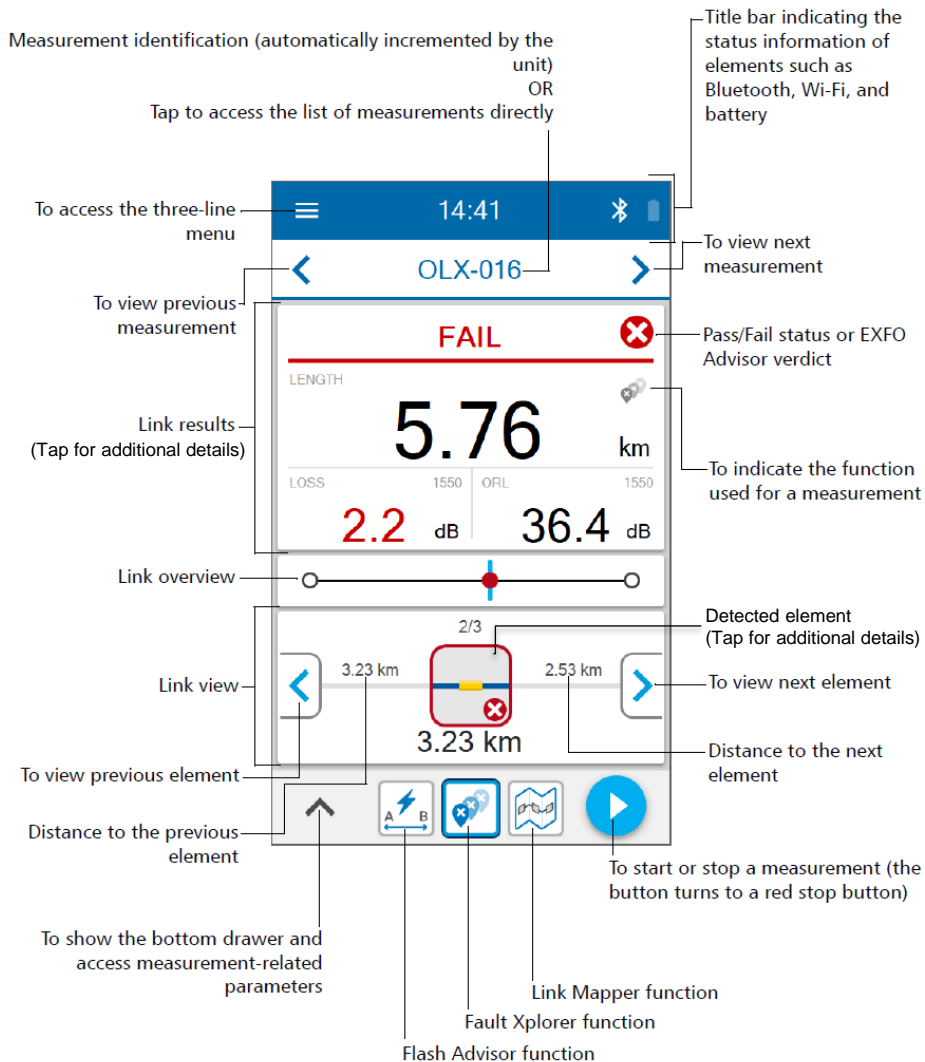 Title bar indicating the
status information of
elements such as
Bluetooth, Wi-Fi, and
battery
Measurement identification (automatically incremented by the
unit)
OR
Tap to access the list of measurements directly
To access the three-line
menu
14:41
To view next
measurement
OLX-016
To view previous
measurement
FAIL
Pass/Fail status or EXFO
Advisor verdict
LENGTH
5.76
km
Link results
(Tap for additional details)
To indicate the function
used for a measurement
LOSS
1550
ORL
1550
2.2
dB
36.4
dB
Link overview
Detected element
(Tap for additional details)
2/3
3.23 km
2.53 km
Link view
To view next element
3.23 km
Distance to the next
element
To view previous element
A
B
Distance to the previous
element
To start or stop a measurement (the
button turns to a red stop button)
To show the bottom drawer and
access measurement-related
parameters
Link Mapper function
Fault Xplorer function
Flash Advisor function